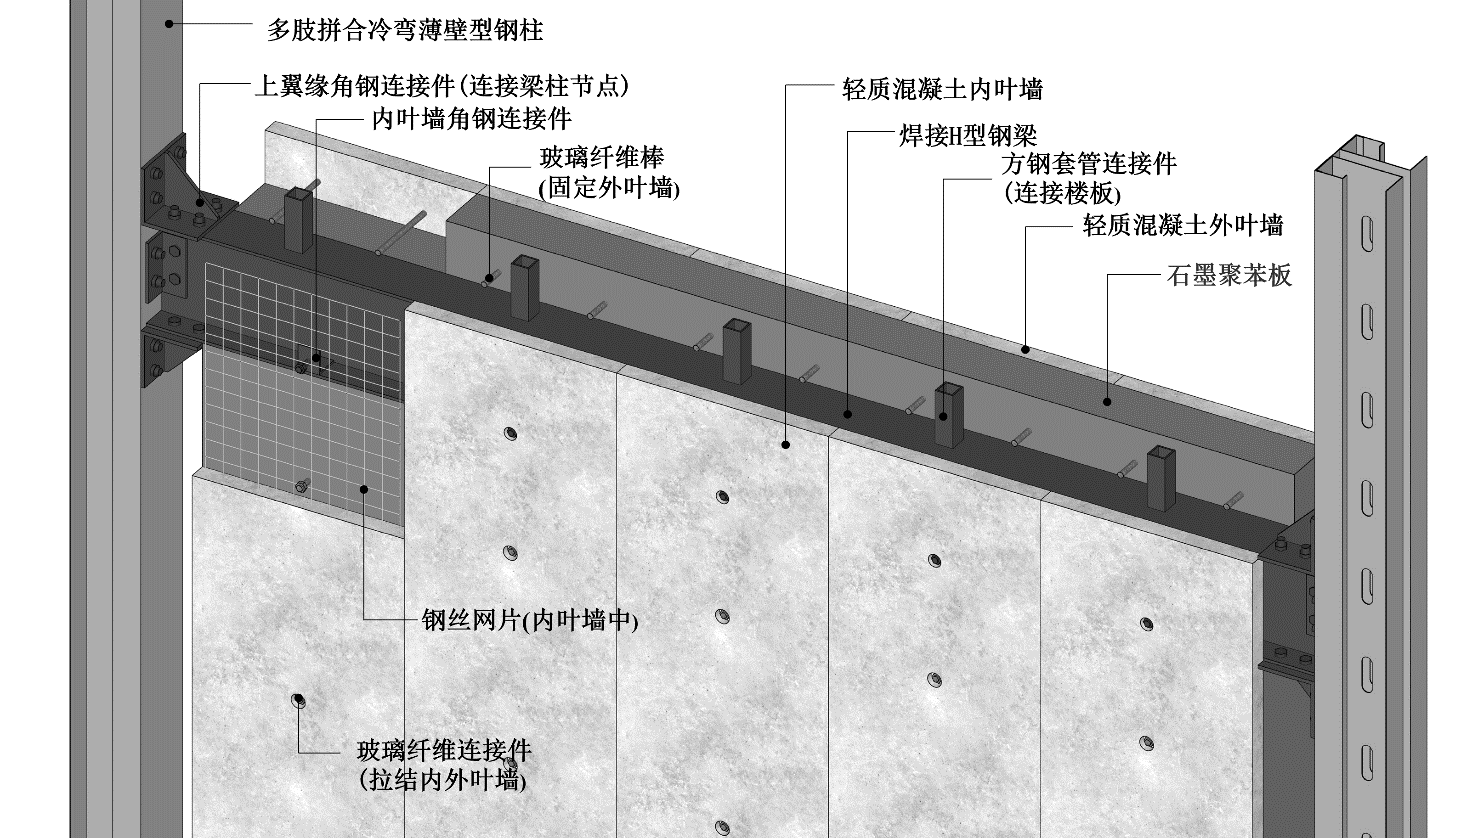 多肢拼合冷弯薄壁型钢柱
上翼缘角钢连接件(连接梁柱节点)
内叶墙角钢连接件
玻璃纤维棒
(固定外叶墙)
轻质混凝土内叶墙
焊接H型钢梁
方钢套管连接件
(连接楼板)
轻质混凝土外叶墙
石墨聚苯板
钢丝网片(内叶墙中)
玻璃纤维连接件
(拉结内外叶墙)